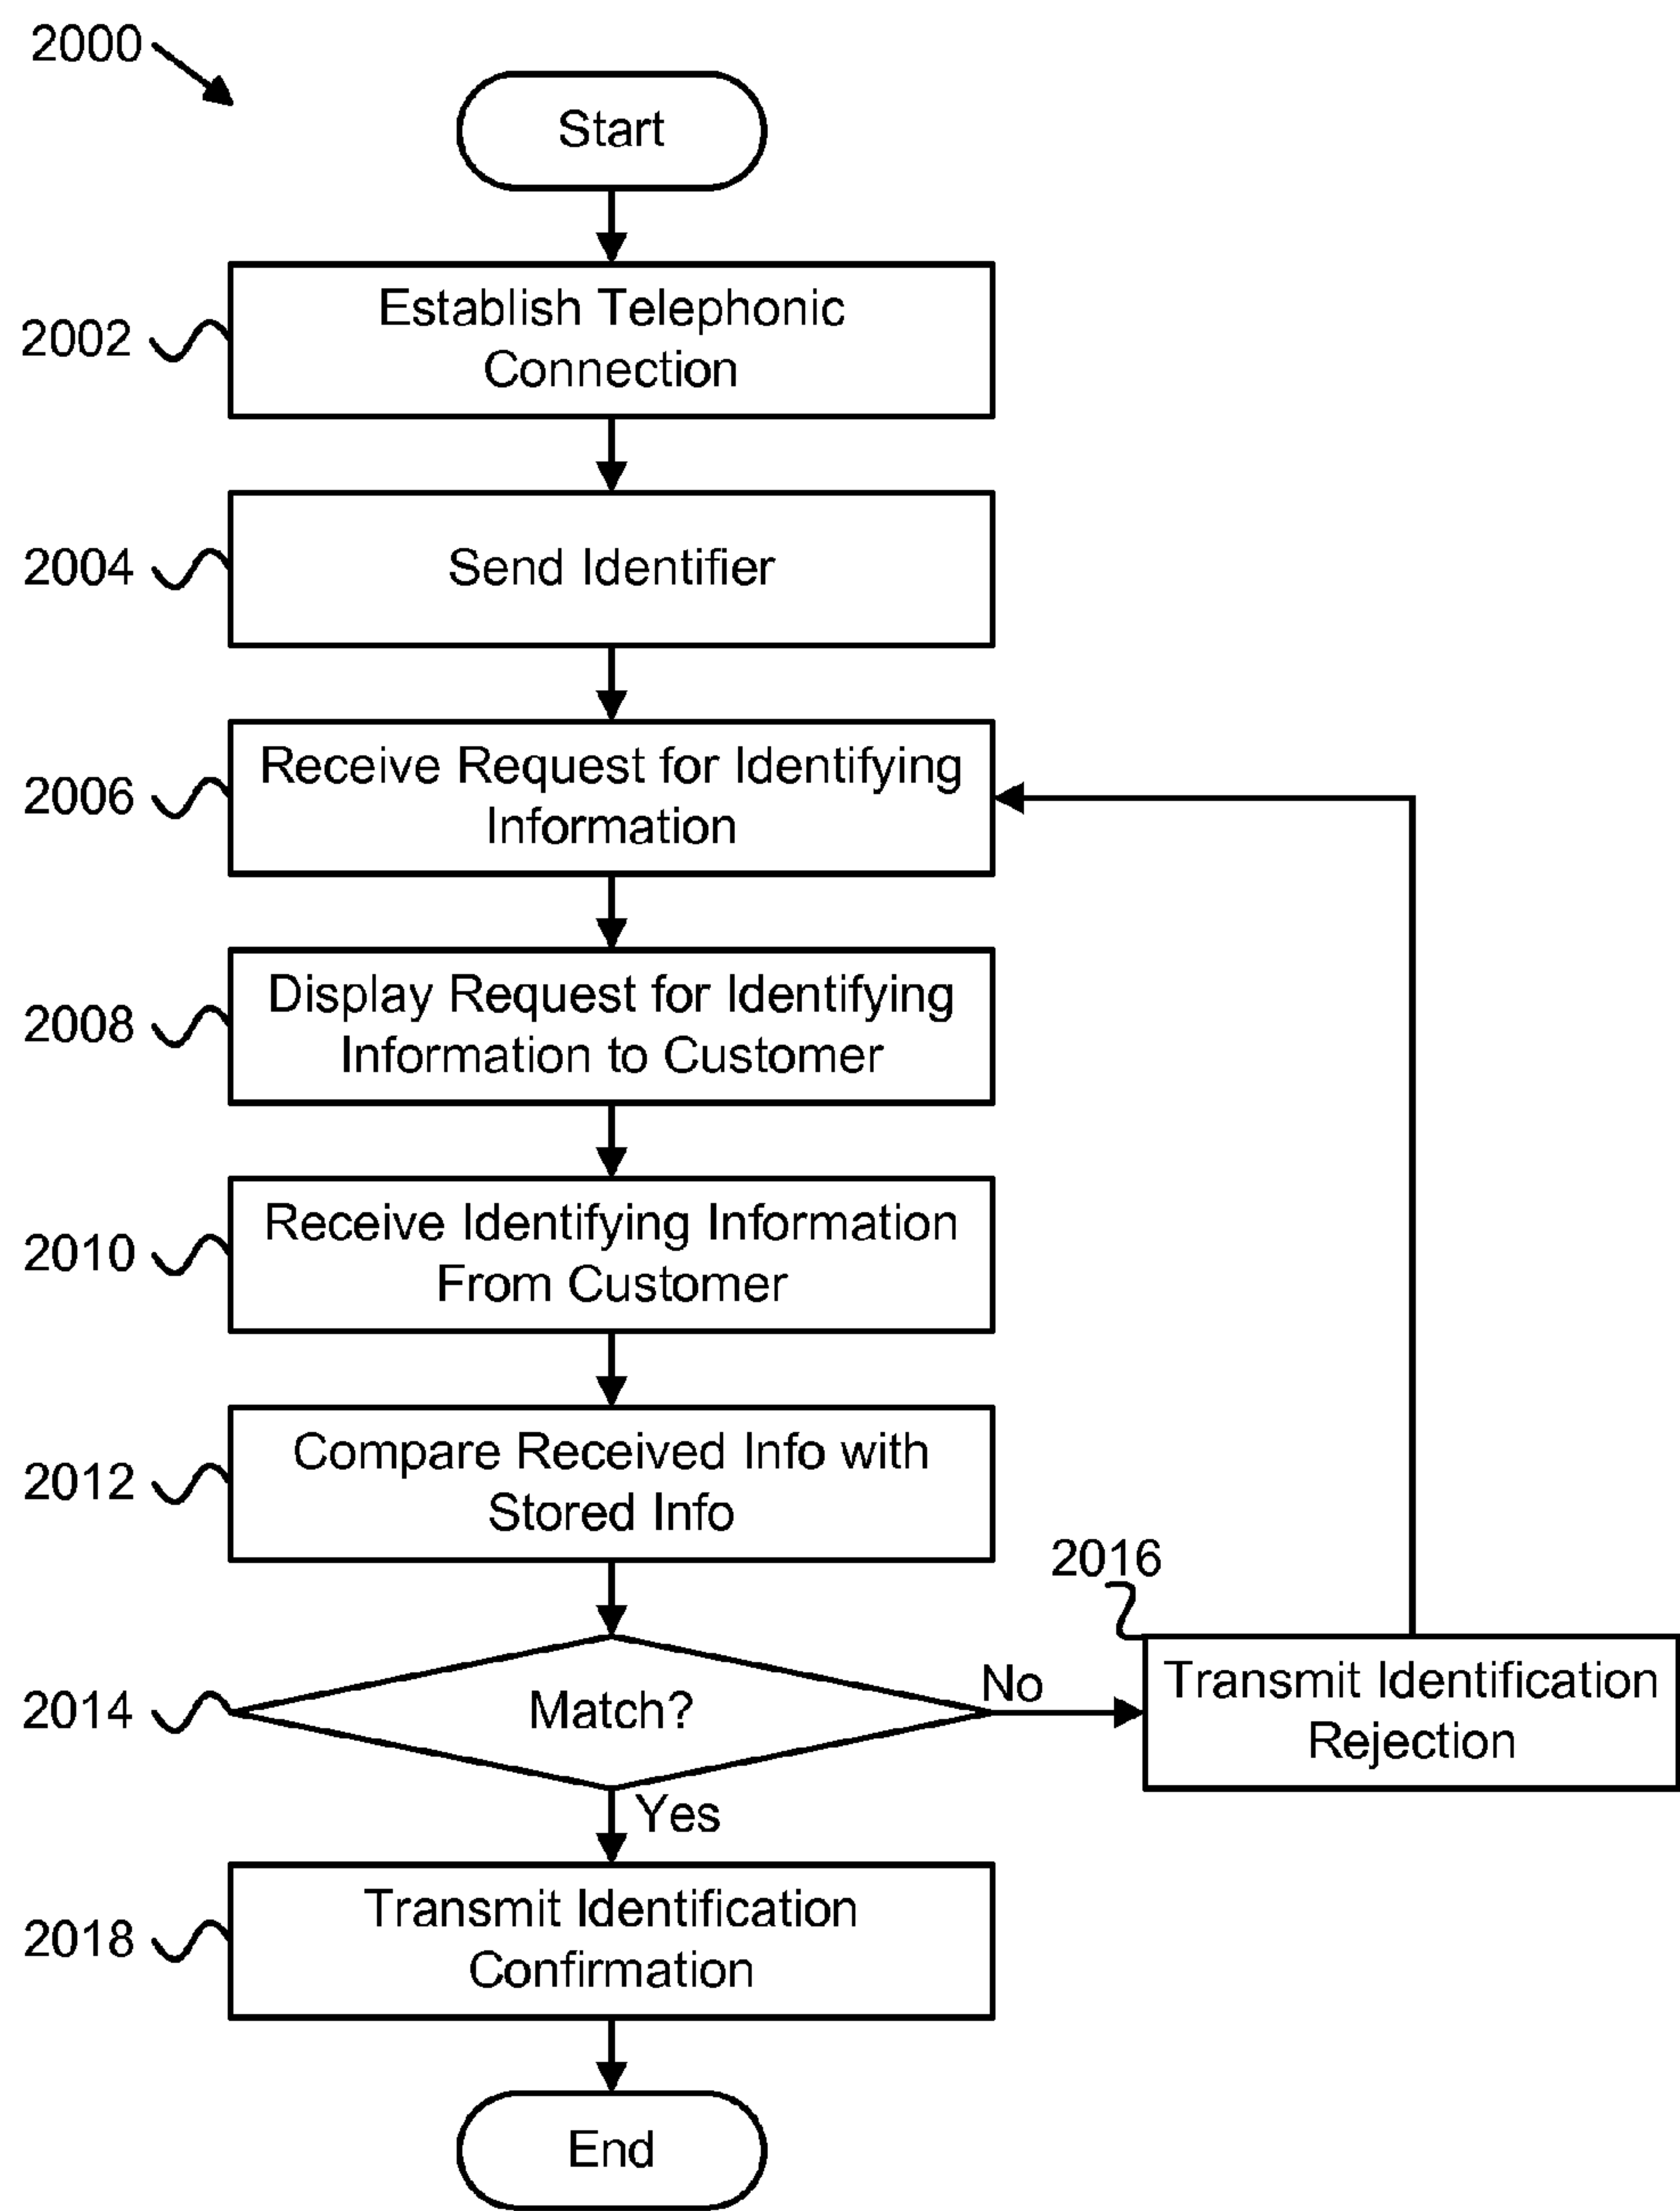 2000
Start
2002
Establish Telephonic
Connection
2004
Send Identifier
2006
Receive Request for Identifying
Information
2008
Display Request for Identifying
Information to Customer
2010
Receive Identifying Information
From Customer
2012
Compare Received Info with
Stored Info
2014
Match?
No
2016
Transmit Identification
Rejection
Yes
2018
Transmit Identification
Confirmation
End